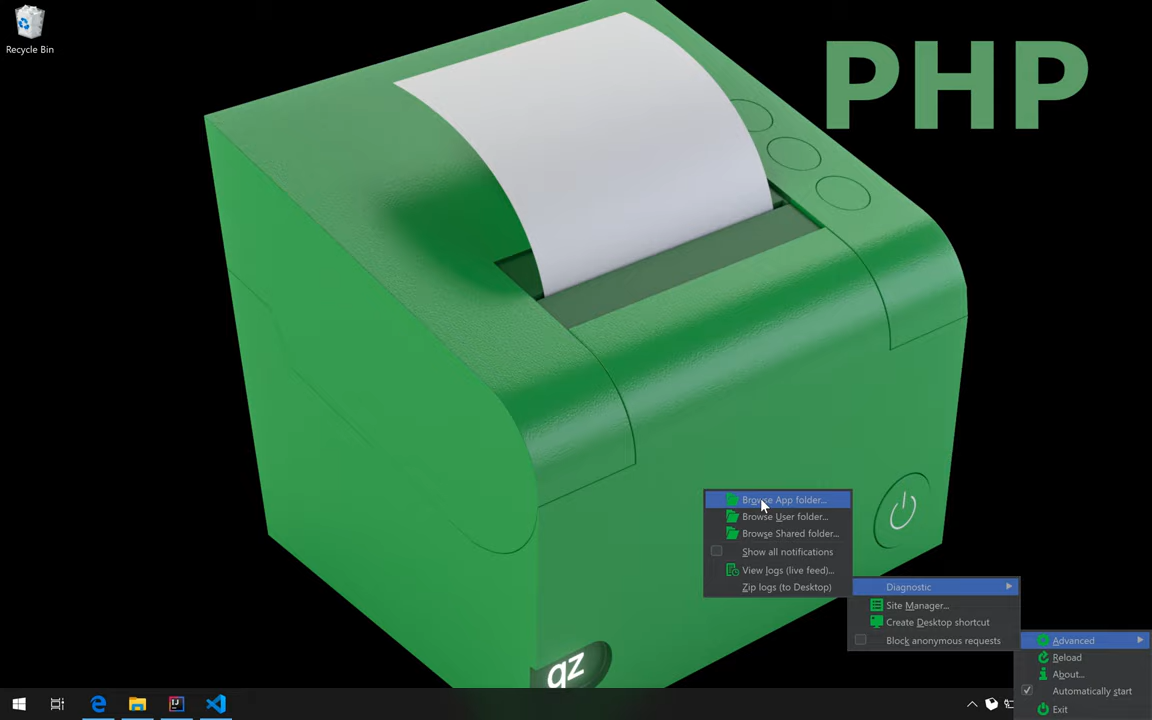 Recycle Bin
PHP
Browse App folder...
Browse User folder...
Browse Shared folder...
Show all notifications
View logs (live feed)...
Zip logs (to Desktop)
Diagnostic
Site Manager...
Create Desktop shortcut
Block anonymous requests
Advanced
Reload
About...
Automatically start
Exit
qz